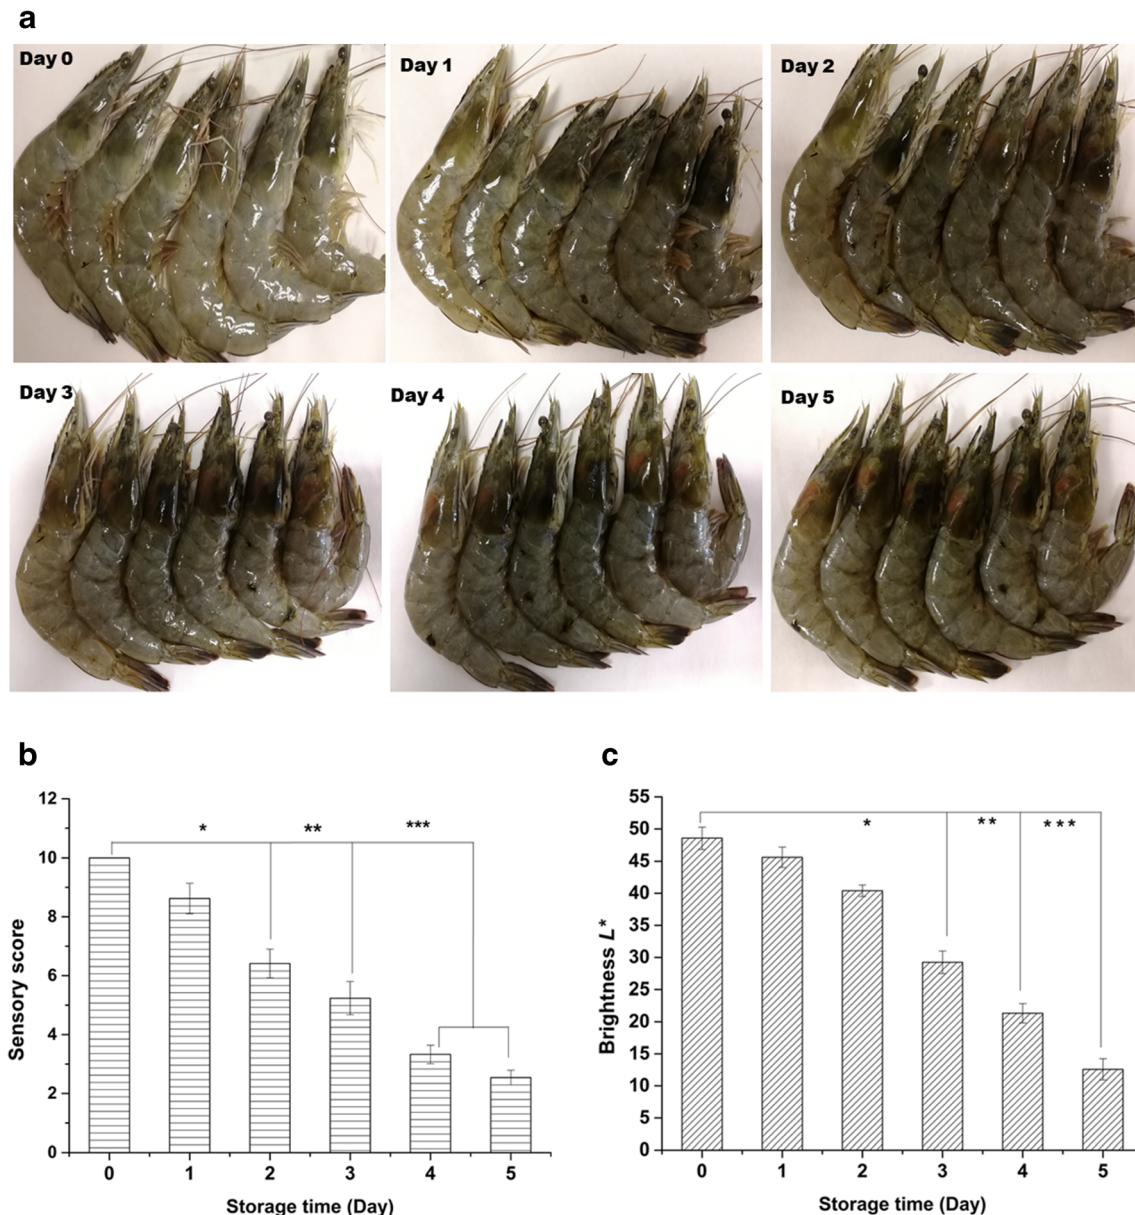 a
Day 0
Day 1
Day 2
Day 3
Day 4
Day 5
b
12
10
8
6
4
2
0
Sensory score
*
**
***
0 1 2 3 4 5
Storage time (Day)
c
55
50
45
40
35
30
25
20
15
10
5
0
Brightness L*
*
**
***
0 1 2 3 4 5
Storage time (Day)